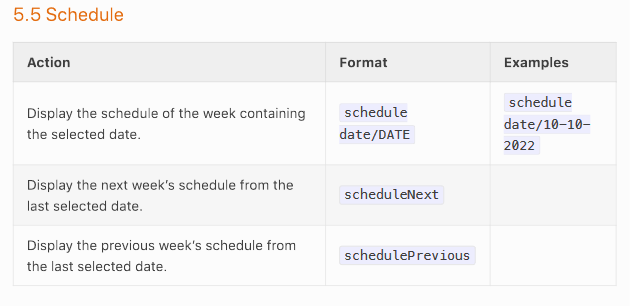 5.5 Schedule
Action Format Examples
Display the schedule of the week containing
the selected date.
schedule
date/DATE
schedule
date/10-10-
2022
Display the next week's schedule from the
last selected date.
scheduleNext
Display the previous week's schedule from
the last selected date.
schedulePrevious